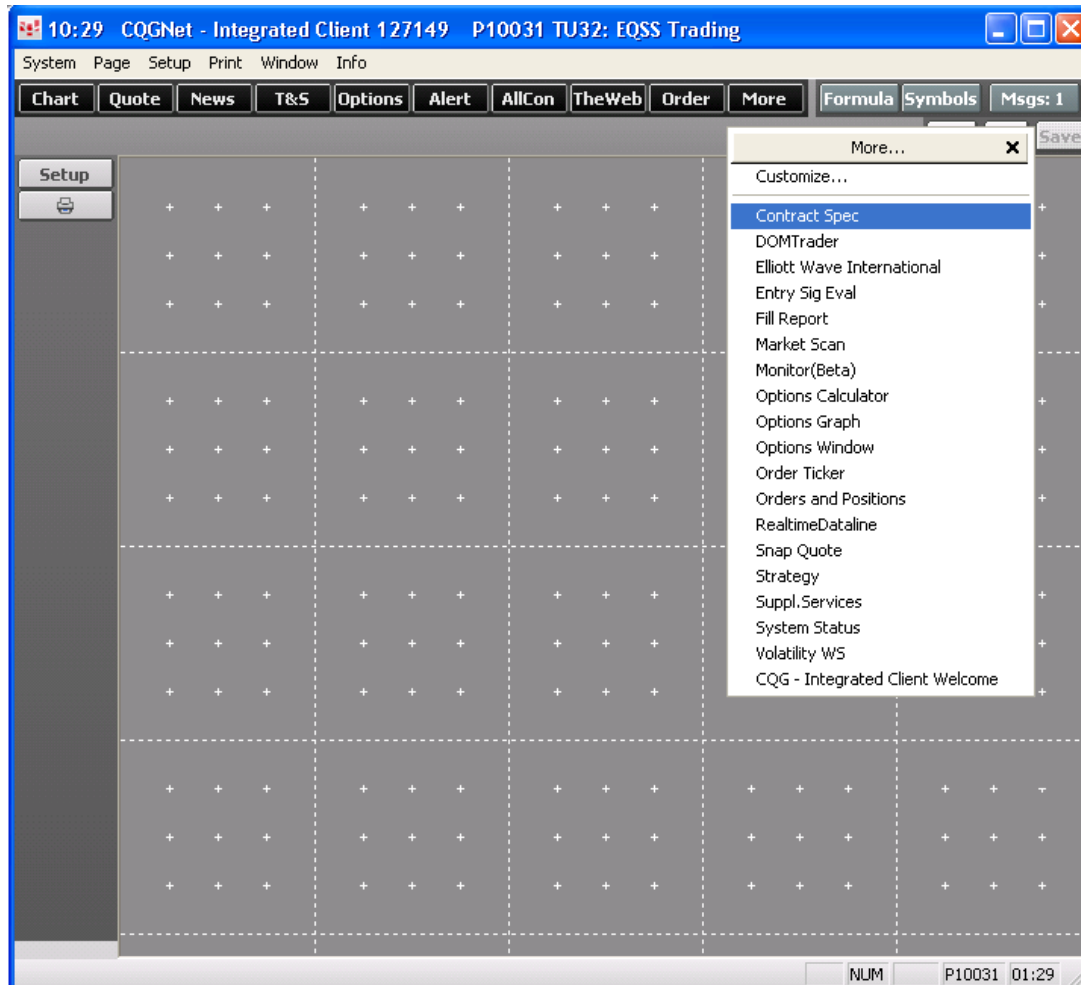 10:29 CQGNet - Integrated Client 127149 P10031 TU32: EQSS Trading
System Page Setup Print Window Info
Chart Quote News T&S Options Alert AllCon TheWeb Order More Formula Symbols Msgs: 1
Save
More...
Setup
Customize...
Contract Spec
DOMTrader
Elliott Wave International
Entry Sig Eval
Fill Report
Market Scan
Monitor(Beta)
Options Calculator
Options Graph
Options Window
Order Ticker
Orders and Positions
RealtimeDataline
Snap Quote
Strategy
Suppl.Services
System Status
Volatility WS
CQG - Integrated Client Welcome
NUM P10031 01:29